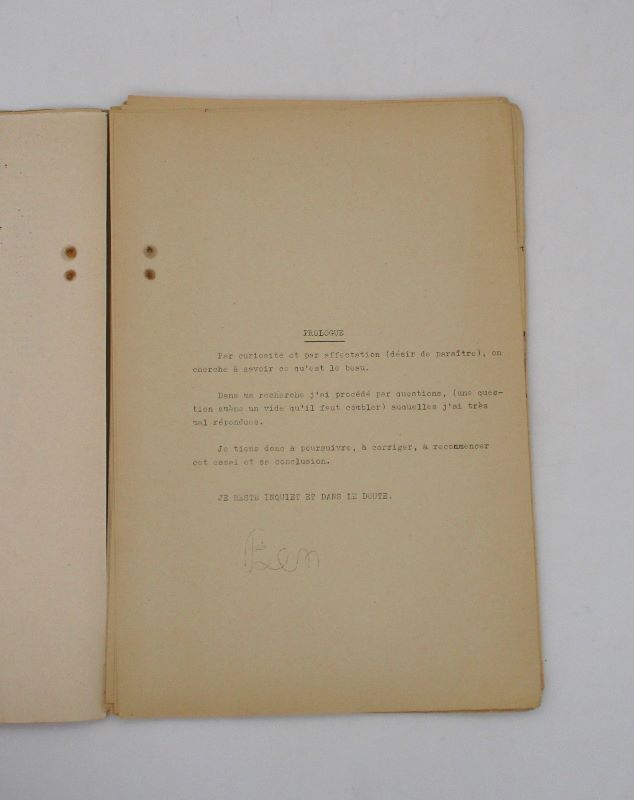 PROLOGUE
Par curiosité et par affectation (désir de paraître), on
cherche à savoir ce qu'est le beau.
Dans ma recherche j'ai procédé par questions, (une ques-
tion amène un vide qu'il faut combler) auquelles j'ai très
mal répondues.
Je tiens donc à poursuivre, à corriger, à recommencer
cet essai et sa conclusion.
JE RESTE INQUIET ET DANS LE DOUTE.
Ben